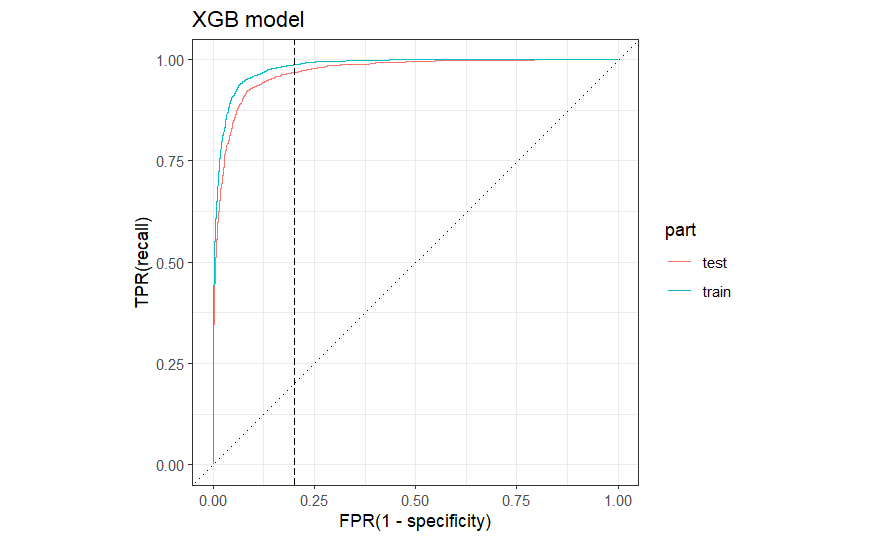 XGB model
1.00
0.75
0.50
0.25
0.00
TPR(recall)
0.00 0.25 0.50 0.75 1.00
FPR(1 - specificity)
part
test
train